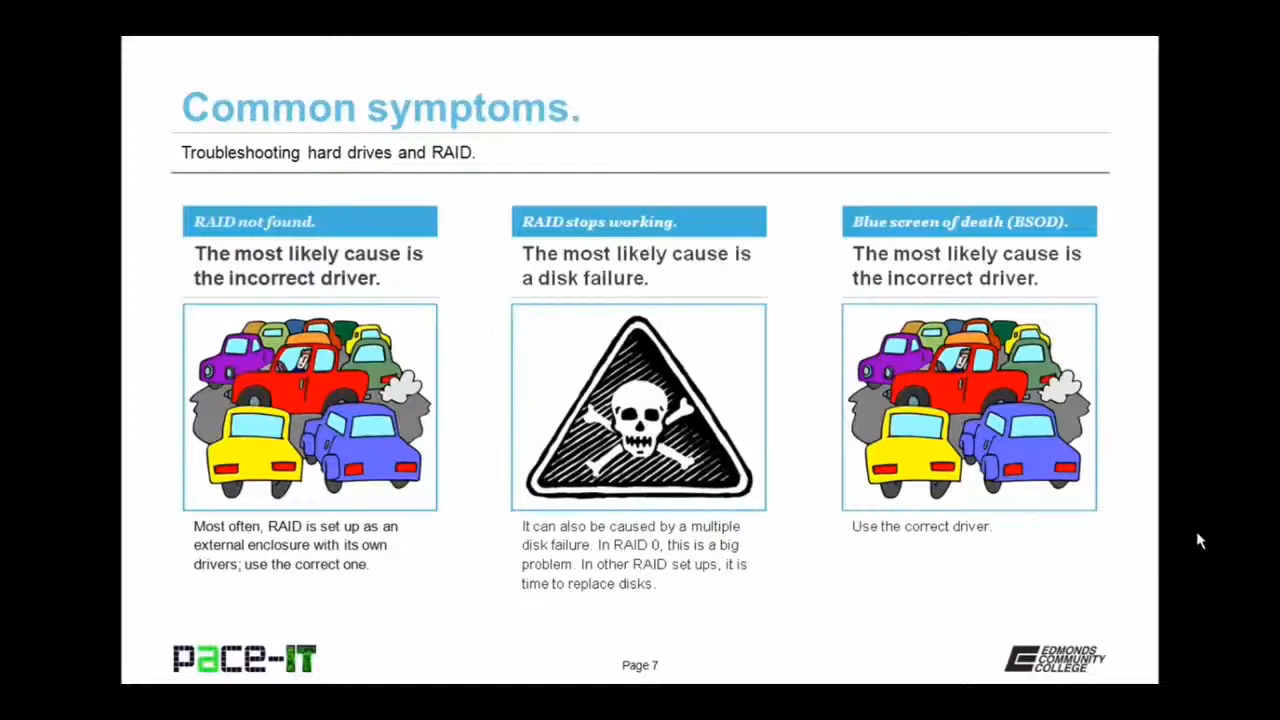 Common symptoms.
Troubleshooting hard drives and RAID.
RAID not found.
The most likely cause is
the incorrect driver.
Most often, RAID is set up as an
external enclosure with its own
drivers; use the correct one.
RAID stops working.
The most likely cause is
a disk failure.
It can also be caused by a multiple
disk failure. In RAID 0, this is a big
problem. In other RAID set ups, it is
time to replace disks.
Blue screen of death (BSOD).
The most likely cause is
the incorrect driver.
Use the correct driver.
pace-IT
Page 7
EDMONDS
COMMUNITY
COLLEGE